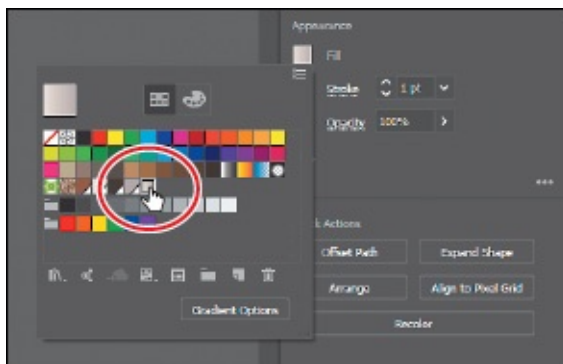 Appearance
Fill
Stroke 1 pt
Opacity 100%
k Actions
Offset Path
Expand Shape
Arrange
Align to Pixel Grid
Recolor
Gradient Options